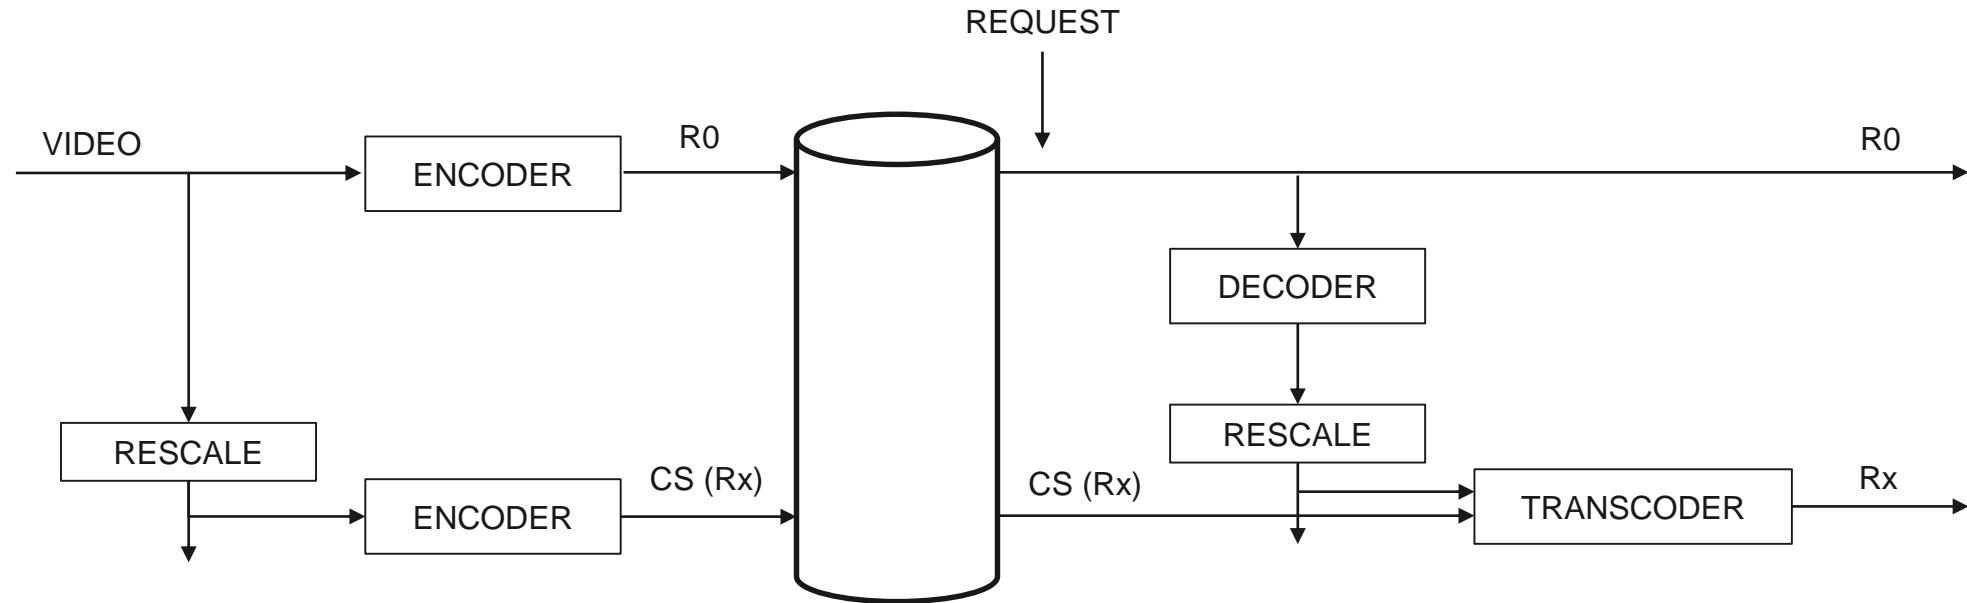 REQUEST
VIDEO
ENCODER
R0
R0
DECODER
RESCALE
RESCALE
ENCODER
CS (Rx)
CS (Rx)
TRANSCODER
Rx